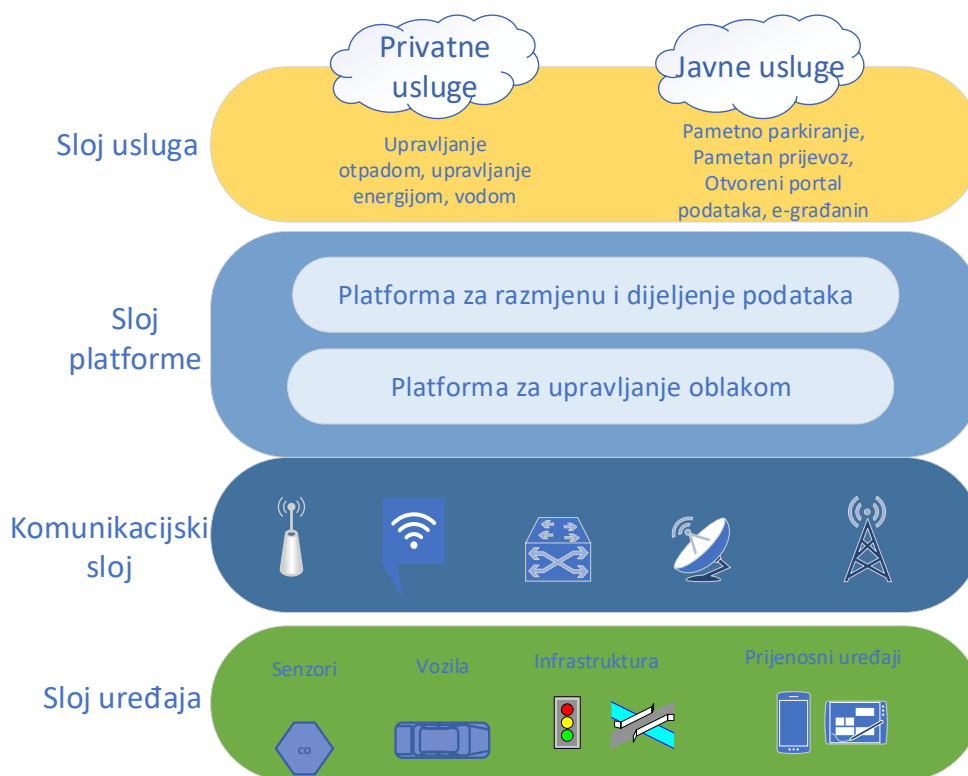 Privatne
usluge
Javne usluge
Sloj usluga
Upravljanje
otpadom, upravljanje
energijom, vodom
Pametno parkiranje,
Pametan prijevoz,
Otvoreni portal
podataka, e-građanin
Sloj
platforme
Platforma za razmjenu i dijeljenje podataka
Platforma za upravljanje oblakom
Komunikacijski
sloj
Sloj uređaja
Senzori
Vozila
Infrastruktura
Prijenosni uređaji
CO